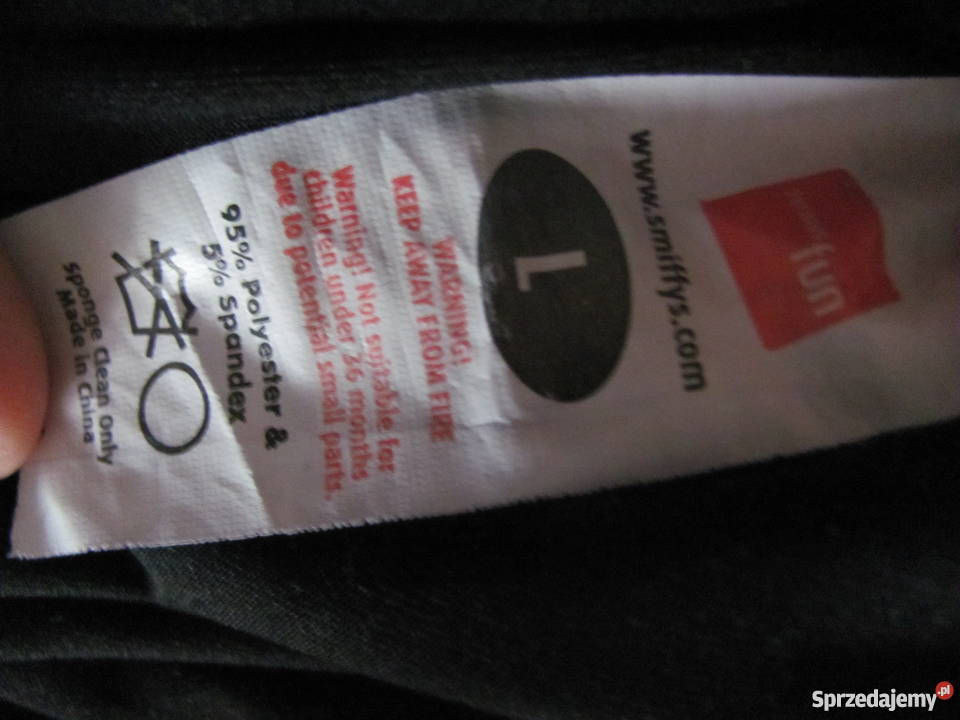 fun
www.smiffys.com
L
WARNING!
KEEP AWAY FROM FIRE
Warning! Not suitable for
children under 36 months
due to potential small parts.
95% Polyester &
5% Spandex
Sponge Clean Only
Made in China
Sprzedajemy.pl